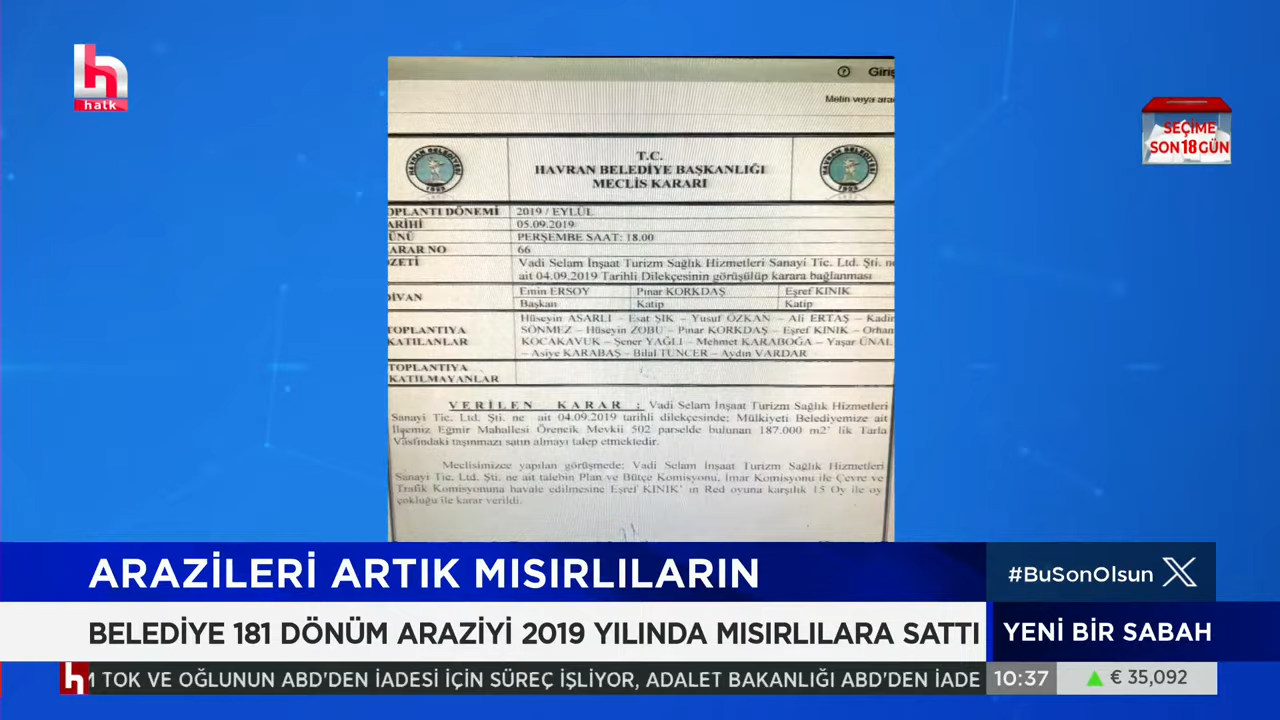 halk
Giriş
Metin veya ara
SEÇİME
SON 18 GÜN
HAVRAN BELEDİYESİ
T.C.
HAVRAN BELEDİYE BAŞKANLIĞI
MECLİS KARARI
HAVRAN BELEDİYESİ
OPLANTI DÖNEMİ 2019 / EYLÜL
ARİHİ 05.09.2019
ÜNÜ PERŞEMBE SAAT: 18.00
ARAR NO 66
ZETİ Vadi Selam İnşaat Turizm Sağlık Hizmetleri Sanayi Tic. Ltd. Şti. ne
ait 04.09.2019 Tarihli Dilekçesinin görüşülüp karara bağlanması
DİVAN Emin ERSOY Pınar KORKDAŞ Eşref KINIK
Başkan Katip Katip
TOPLANTIYA KATILANLAR
Hüseyin ASARLI – Esat ŞIK – Yusuf ÖZKAN – Ali ERTAŞ – Kadir
SÖNMEZ – Hüseyin ZOBU – Pınar KORKDAŞ – Eşref KINIK – Orhan
KOCAKAVUK – Şener YAĞLI – Mehmet KARABOĞA – Yaşar ÜNAL
– Asiye KARABAŞ – Bilal TUNCER – Aydın VARDAR
TOPLANTIYA
KATILMAYANLAR
VERİLEN KARAR : Vadi Selam İnşaat Turizm Sağlık Hizmetleri
Sanayi Tic. Ltd. Şti. ne ait 04.09.2019 tarihli dilekçesinde; Mülkiyeti Belediyemize ait
İlçemiz Eğmir Mahallesi Örencik Mevkii 502 parselde bulunan 187.000 m2' lik Tarla
Vasfındaki taşınmazı satın almayı talep etmektedir.
Meclisimizce yapılan görüşmede; Vadi Selam İnşaat Turizm Sağlık Hizmetleri
Sanayi Tic. Ltd. Şti. ne ait talebin Plan ve Bütçe Komisyonu, İmar Komisyonu ile Çevre ve
Trafik Komisyonuna havale edilmesine Eşref KINIK' ın Red oyuna karşılık 15 Oy ile oy
çokluğu ile karar verildi.
ARAZİLERİ ARTIK MISIRLILARIN
#BuSonOlsun X
BELEDİYE 181 DÖNÜM ARAZİYİ 2019 YILINDA MISIRLILARA SATTI
YENİ BİR SABAH
M TOK VE OĞLUNUN ABD'DEN İADESİ İÇİN SÜREÇ İŞLİYOR, ADALET BAKANLIĞI ABD'DEN İADE
10:37
€ 35,092